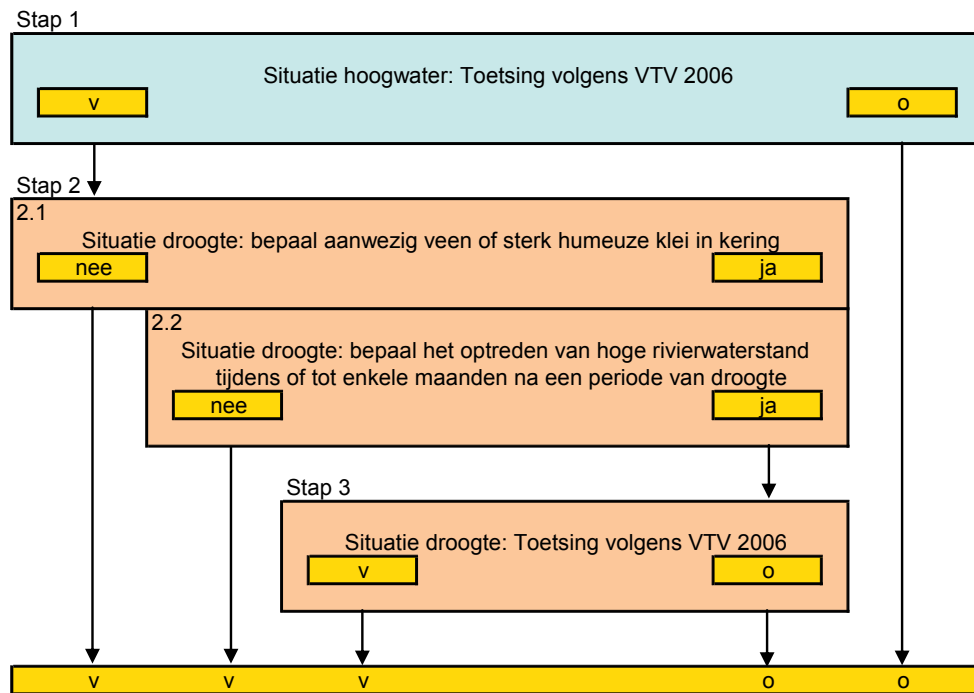 Stap 1
Situatie hoogwater: Toetsing volgens VTV 2006
v
o
Stap 2
2.1
Situatie droogte: bepaal aanwezig veen of sterk humeuze klei in kering
nee
ja
2.2
Situatie droogte: bepaal het optreden van hoge rivierwaterstand
tijdens of tot enkele maanden na een periode van droogte
nee
ja
Stap 3
Situatie droogte: Toetsing volgens VTV 2006
v
o
v v v o o